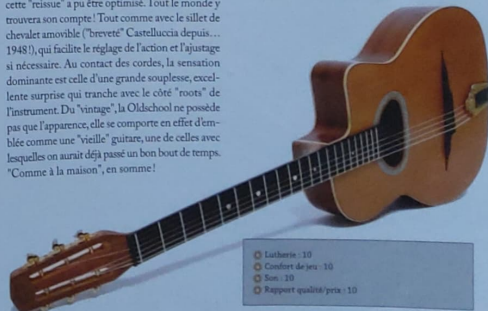 cette "reissue" a pu être optimisé. Tout le monde y
trouvera son compte! Tout comme avec le sillet de
chevalet amovible ("breveté" Castelluccia depuis…
1948!), qui facilite le réglage de l'action et l'ajustage
si nécessaire. Au contact des cordes, la sensation
dominante est celle d'une grande souplesse, excel-
lente surprise qui tranche avec le côté "roots" de
l'instrument. Du "vintage", la Oldschool ne possède
pas que l'apparence, elle se comporte en effet d'em-
blée comme une "vieille" guitare, une de celles avec
lesquelles on aurait déjà passé un bon bout de temps.
"Comme à la maison", en somme!
Lutherie : 10
Confort de jeu : 10
Son : 10
Rapport qualité/prix : 10